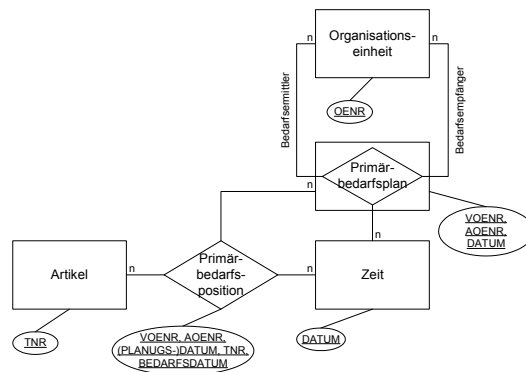 n
Organisations-
einheit
n
Bedarfsermittler
Bedarfsempfänger
OENR
n
Primär-
bedarfsplan
VOENR,
AOENR,
DATUM
n
Artikel
n
Primär-
bedarfs-
position
n
Zeit
TNR
VOENR, AOENR,
(PLANUGS-)DATUM, TNR,
BEDARFSDATUM
DATUM